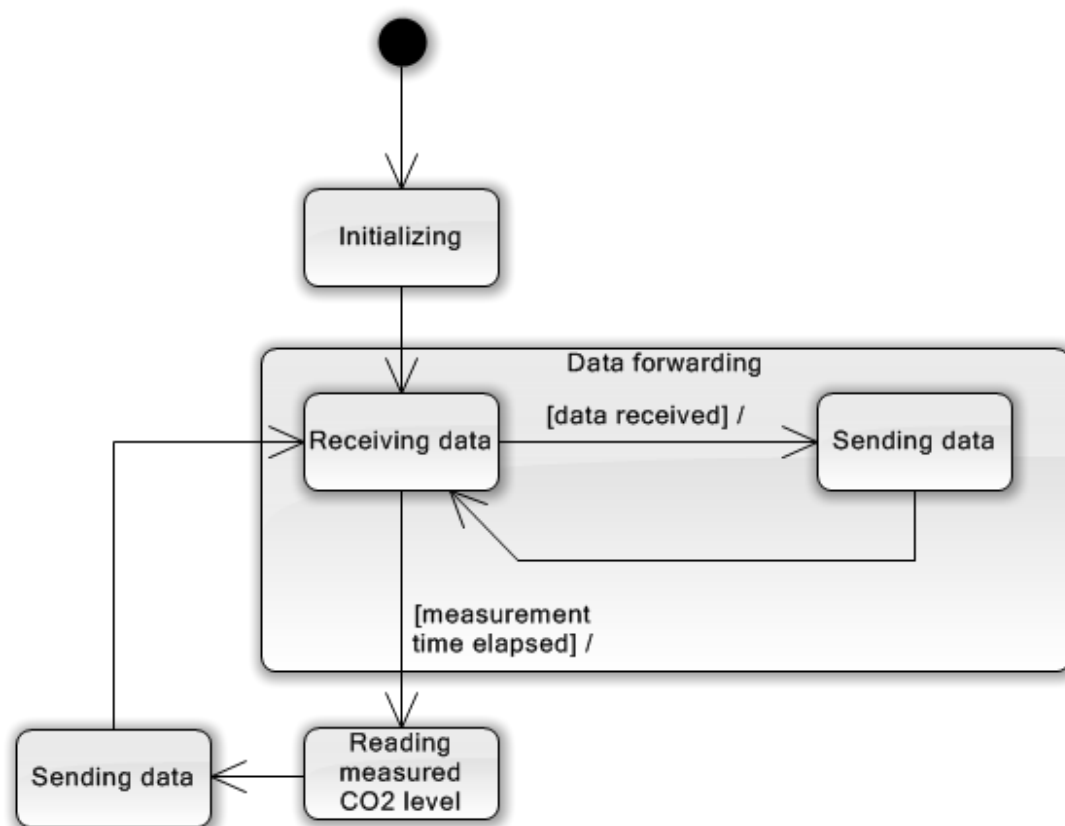 Initializing
Data forwarding
[data received] /
Receiving data
Sending data
[measurement
time elapsed] /
Reading
measured
CO2 level
Sending data